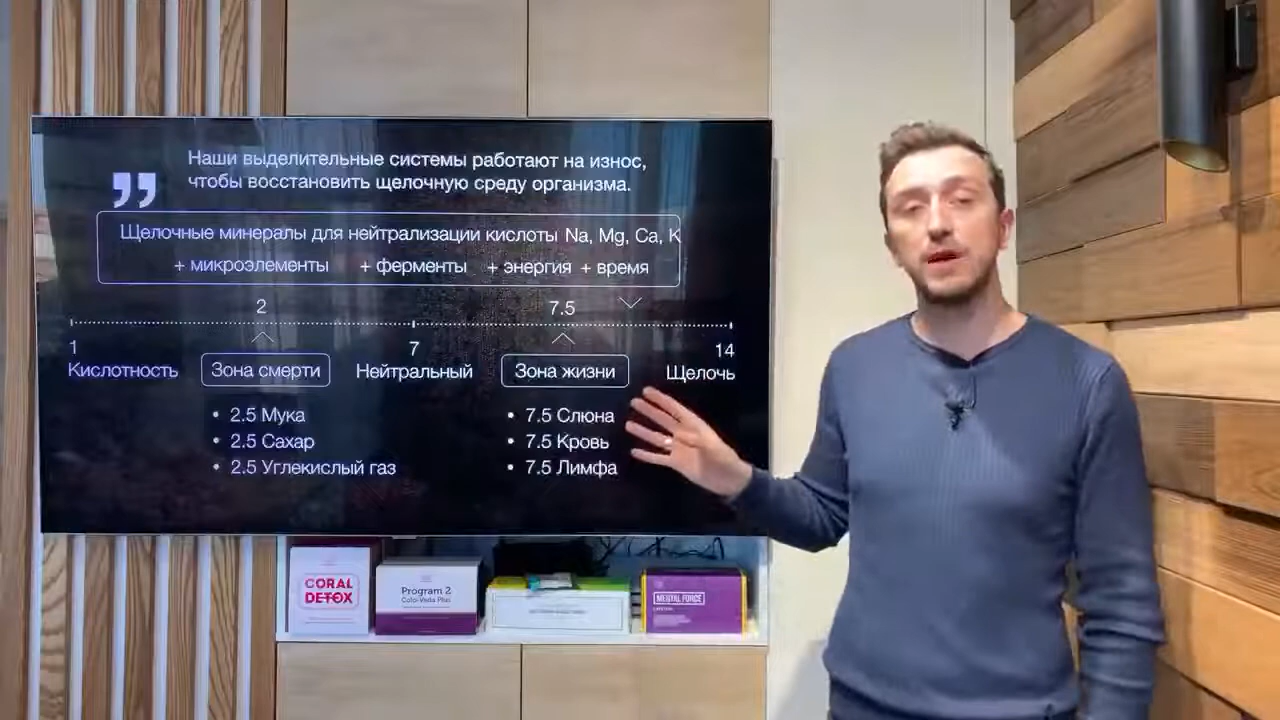 Наши выделительные системы работают на износ,
чтобы восстановить щелочную среду организма.
Щелочные минералы для нейтрализации кислоты Na, Mg, Ca, K
+ микроэлементы + ферменты + энергия + время
2 7.5
1 7 14
Кислотность Зона смерти Нейтральный Зона жизни Щелочь
• 2.5 Мука • 7.5 Слюна
• 2.5 Сахар • 7.5 Кровь
• 2.5 Углекислый газ • 7.5 Лимфа
CORAL
DETOX
Program 2
Colo-Vada Plus
MENTAL FORCE